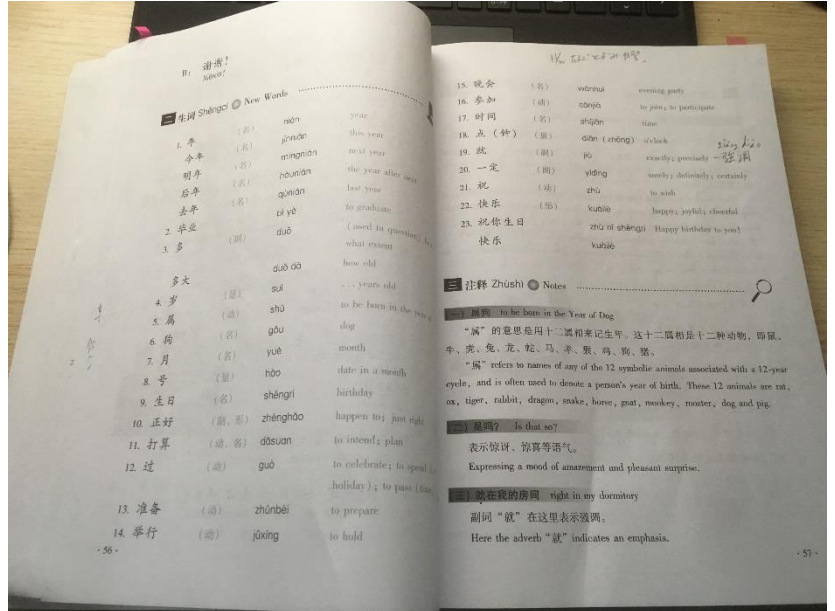 B: 谢谢!
Xièxie!
二 生词 Shēngcí New Words
1. 年 (名) nián year
今年 (名) jīnnián this year
明年 (名) míngnián next year
后年 (名) hòunián the year after next
去年 (名) qùnián last year
2. 毕业 bì yè to graduate
3. 多 (副) duō (used in question)
what extent
多大 duō dà how old
4. 岁 (量) suì ...years old
5. 属 (动) shǔ to be born in the year of
6. 狗 (名) gǒu dog
7. 月 (名) yuè month
8. 号 (量) hào date in a month
9. 生日 (名) shēngrì birthday
10. 正好 (副、形) zhènghǎo happen to; just right
11. 打算 (动、名) dǎsuan to intend; plan
12. 过 (动) guò to celebrate; to spend
holiday); to pass (time
13. 准备 (动) zhǔnbèi to prepare
14. 举行 (动) jǔxíng to hold
·56·
15. 晚会 (名) wǎnhuì evening party
16. 参加 (动) cānjiā to join; to participate
17. 时间 (名) shíjiān time
18. 点(钟) (量) diǎn (zhōng) o'clock
19. 就 (副) jiù exactly; precisely 一强调
20. 一定 (副) yídìng surely; definitely; certainly
21. 祝 (动) zhù to wish
22. 快乐 (形) kuàilè happy; joyful; cheerful
23. 祝你生日 zhù nǐ shēngrì Happy birthday to you!
快乐 kuàilè
三 注释 Zhùshì Notes
(一) 属狗 to be born in the Year of Dog
“属”的意思是用十二属相来记生年。这十二属相是十二种动物,即鼠、
牛、虎、兔、龙、蛇、马、羊、猴、鸡、狗、猪。
“属” refers to names of any of the 12 symbolic animals associated with a 12-year
cycle, and is often used to denote a person's year of birth. These 12 animals are rat,
ox, tiger, rabbit, dragon, snake, horse, goat, monkey, rooster, dog and pig.
(二) 是吗? Is that so?
表示惊讶、惊喜等语气。
Expressing a mood of amazement and pleasant surprise.
(三) 就在我的房间 right in my dormitory
副词“就”在这里表示强调。
Here the adverb “就” indicates an emphasis.
·57·